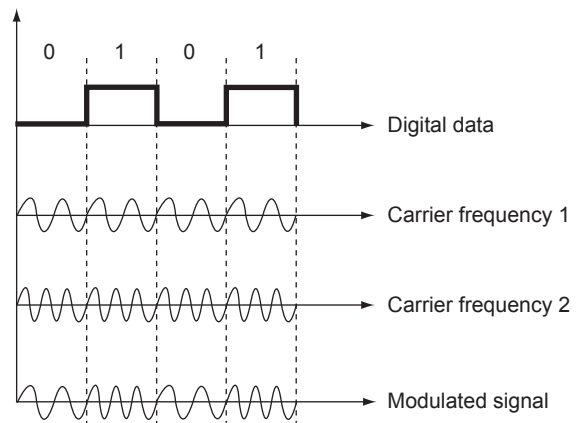 0 1 0 1
Digital data
Carrier frequency 1
Carrier frequency 2
Modulated signal